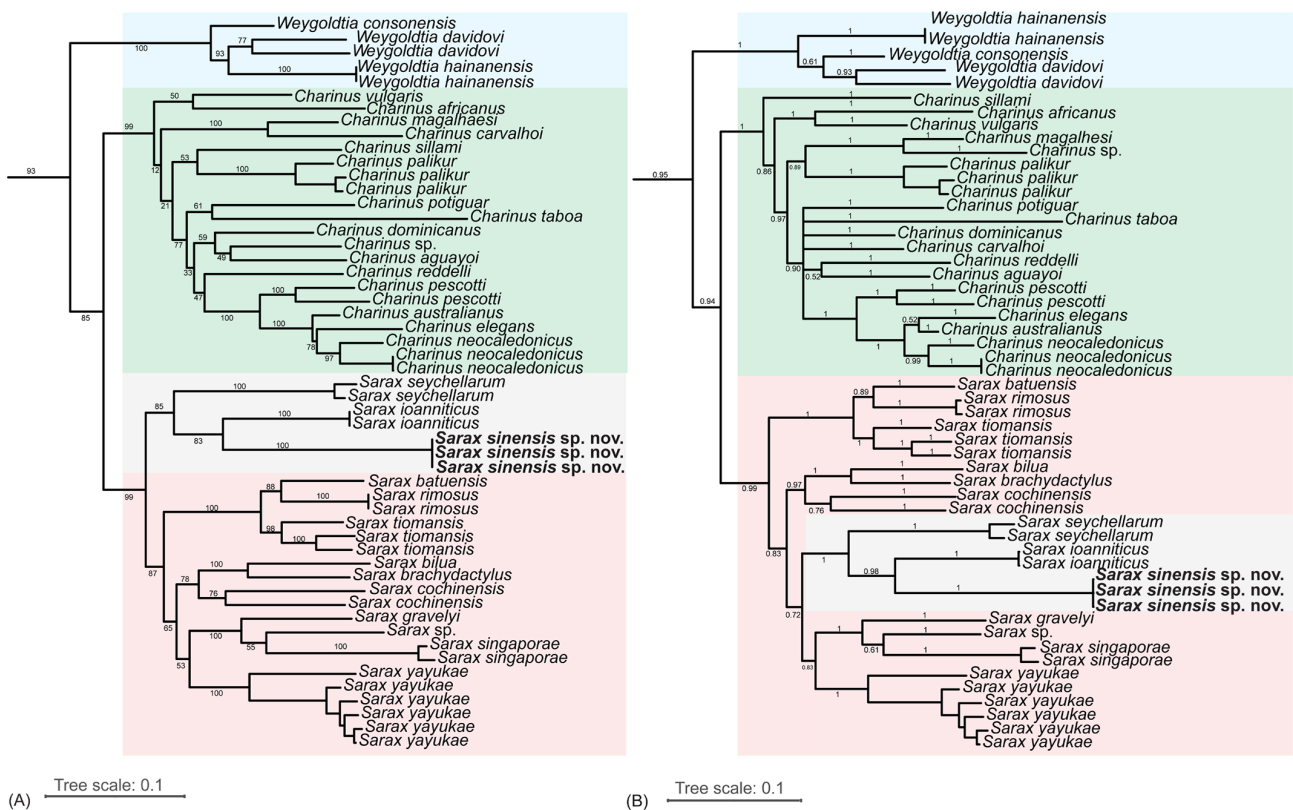 Weygoldtia consonensis
Weygoldtia davidovi
Weygoldtia davidovi
Weygoldtia hainanensis
Weygoldtia hainanensis
100
77
93
100
Charinus vulgaris
Charinus africanus
Charinus magalhaesi
Charinus carvalhoi
Charinus sillami
Charinus palikur
Charinus palikur
Charinus palikur
Charinus potiguar
Charinus taboa
Charinus dominicanus
Charinus sp.
Charinus aguayoi
Charinus reddelli
Charinus pescotti
Charinus pescotti
Charinus australianus
Charinus elegans
Charinus neocaledonicus
Charinus neocaledonicus
Charinus neocaledonicus
50
99
100
12
53
100
21
61
77
59
49
33
47
100
100
100
78
97
93
85
Sarax seychellarum
Sarax seychellarum
Sarax ioanniticus
Sarax ioanniticus
Sarax sinensis sp. nov.
Sarax sinensis sp. nov.
Sarax sinensis sp. nov.
100
85
100
83
100
99
Sarax batuensis
Sarax rimosus
Sarax rimosus
Sarax tiomansis
Sarax tiomansis
Sarax tiomansis
Sarax bilua
Sarax brachydactylus
Sarax cochinensis
Sarax cochinensis
Sarax gravelyi
Sarax sp.
Sarax singaporae
Sarax singaporae
Sarax yayukae
Sarax yayukae
Sarax yayukae
Sarax yayukae
Sarax yayukae
Sarax yayukae
88
100
100
98
100
87
100
78
76
65
100
55
100
53
100
(A)
Tree scale: 0.1
Weygoldtia hainanensis
Weygoldtia hainanensis
Weygoldtia consonensis
Weygoldtia davidovi
Weygoldtia davidovi
1
1
1
0.61
0.93
1
1
Charinus sillami
Charinus africanus
Charinus vulgaris
Charinus magalhesi
Charinus sp.
Charinus palikur
Charinus palikur
Charinus palikur
Charinus potiguar
Charinus taboa
Charinus dominicanus
Charinus carvalhoi
Charinus reddelli
Charinus aguayoi
Charinus pescotti
Charinus pescotti
Charinus elegans
Charinus australianus
Charinus neocaledonicus
Charinus neocaledonicus
Charinus neocaledonicus
1
1
1
1
1
1
1
1
1
0.86
0.89
1
0.97
1
1
1
1
1
0.90
0.52
1
1
1
1
1
0.52
1
1
1
0.99
1
0.95
0.94
Sarax batuensis
Sarax rimosus
Sarax rimosus
Sarax tiomansis
Sarax tiomansis
Sarax tiomansis
Sarax bilua
Sarax brachydactylus
Sarax cochinensis
Sarax cochinensis
Sarax seychellarum
Sarax seychellarum
Sarax ioanniticus
Sarax ioanniticus
Sarax sinensis sp. nov.
Sarax sinensis sp. nov.
Sarax sinensis sp. nov.
Sarax gravelyi
Sarax sp.
Sarax singaporae
Sarax singaporae
Sarax yayukae
Sarax yayukae
Sarax yayukae
Sarax yayukae
Sarax yayukae
Sarax yayukae
0.89
1
1
1
1
1
1
1
1
0.99
1
1
1
0.97
1
0.76
1
0.83
1
1
1
0.98
1
0.72
1
1
1
0.61
1
0.83
1
(B)
Tree scale: 0.1